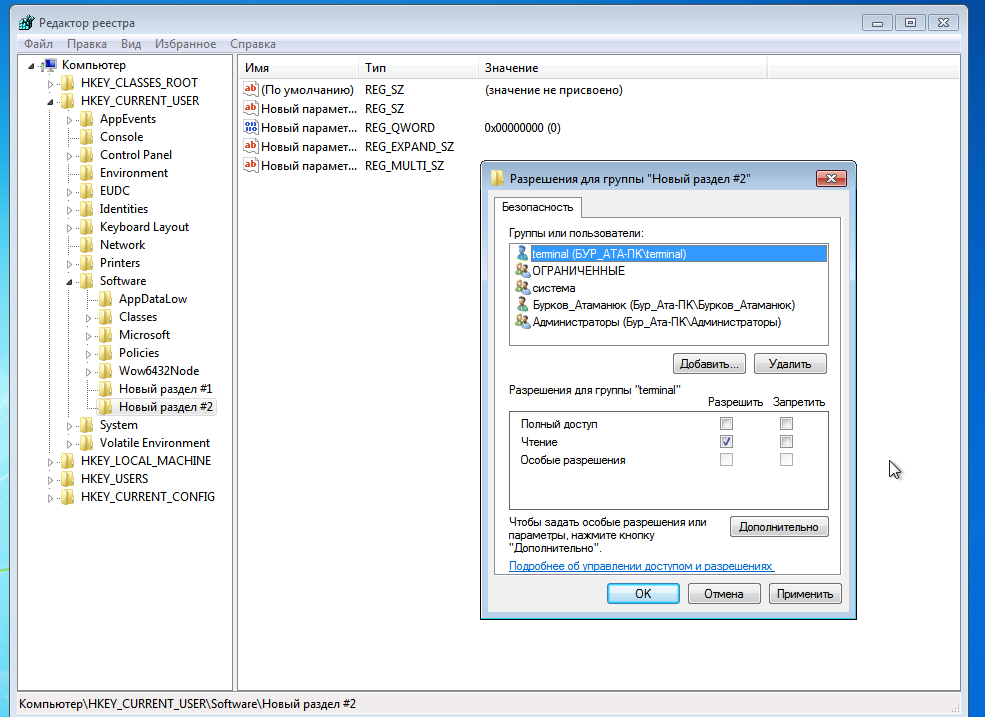 Редактор реестра
Файл Правка Вид Избранное Справка
Компьютер
HKEY_CLASSES_ROOT
HKEY_CURRENT_USER
AppEvents
Console
Control Panel
Environment
EUDC
Identities
Keyboard Layout
Network
Printers
Software
AppDataLow
Classes
Microsoft
Policies
Wow6432Node
Новый раздел #1
Новый раздел #2
System
Volatile Environment
HKEY_LOCAL_MACHINE
HKEY_USERS
HKEY_CURRENT_CONFIG
Имя Тип Значение
(По умолчанию) REG_SZ (значение не присвоено)
Новый парамет... REG_SZ
Новый парамет... REG_QWORD 0x00000000 (0)
Новый парамет... REG_EXPAND_SZ
Новый парамет... REG_MULTI_SZ
Разрешения для группы "Новый раздел #2"
Безопасность
Группы или пользователи:
terminal (БУР_АТА-ПК\terminal)
ОГРАНИЧЕННЫЕ
система
Бурков_Атаманюк (Бур_Ата-ПК\Бурков_Атаманюк)
Администраторы (Бур_Ата-ПК\Администраторы)
Добавить... Удалить
Разрешения для группы "terminal"
Разрешить Запретить
Полный доступ
Чтение
Особые разрешения
Чтобы задать особые разрешения или
параметры, нажмите кнопку
"Дополнительно".
Дополнительно
Подробнее об управлении доступом и разрешениях
ОК Отмена Применить
Компьютер\HKEY_CURRENT_USER\Software\Новый раздел #2